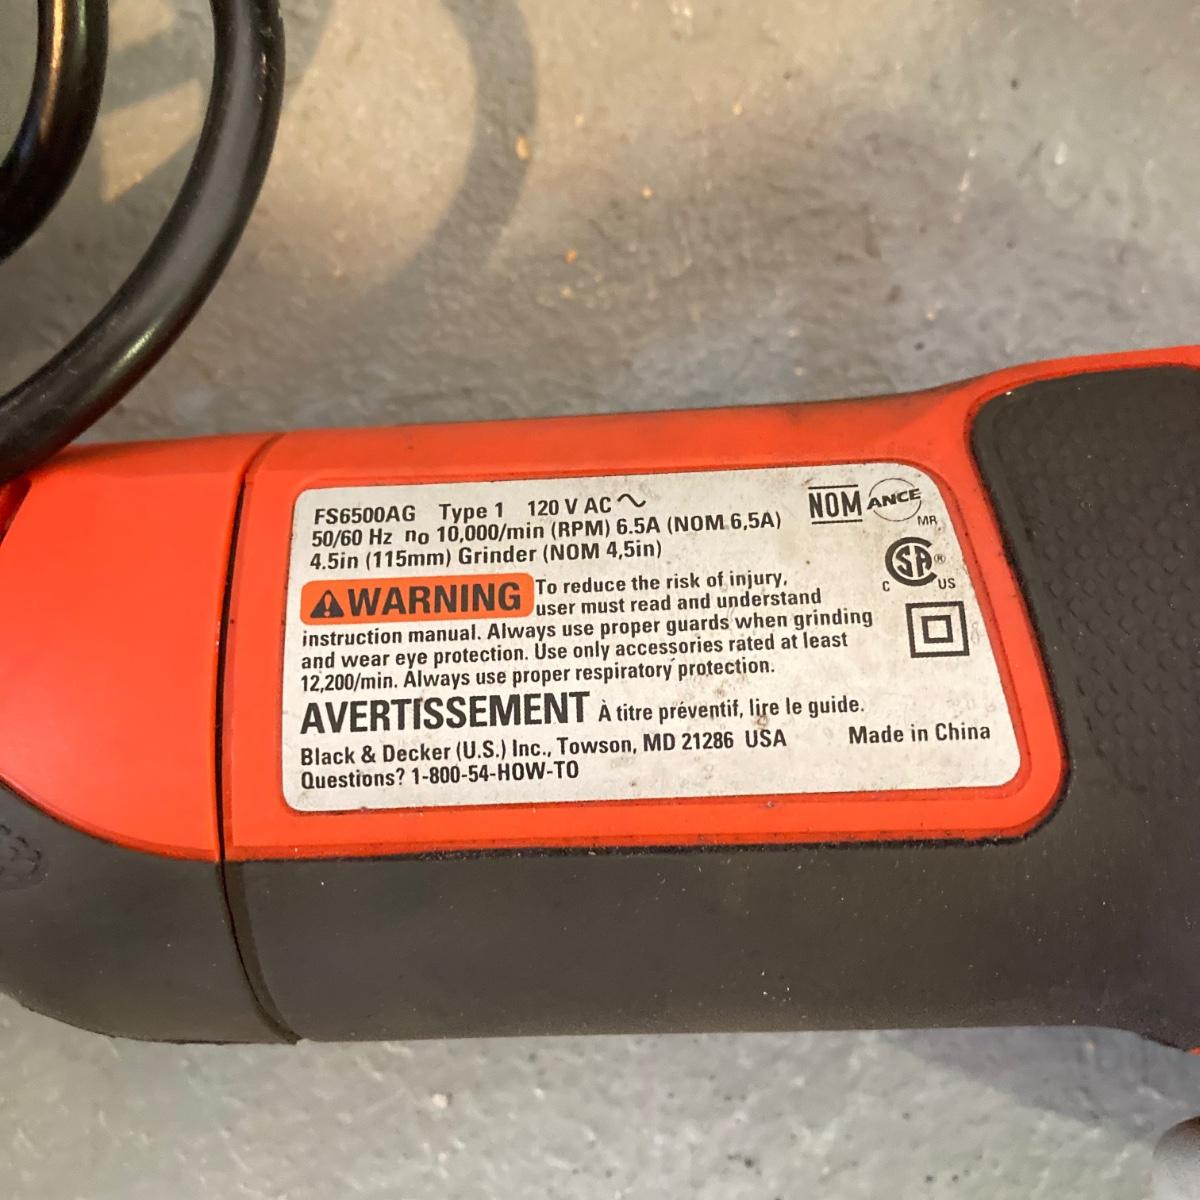 FS6500AG Type 1 120 V AC ~
50/60 Hz no 10,000/min (RPM) 6.5A (NOM 6,5A)
4.5in (115mm) Grinder (NOM 4,5in)
NOM ANCE
MR
SA ®
C US
WARNING To reduce the risk of injury,
user must read and understand
instruction manual. Always use proper guards when grinding
and wear eye protection. Use only accessories rated at least
12,200/min. Always use proper respiratory protection.
AVERTISSEMENT À titre préventif, lire le guide.
Black & Decker (U.S.) Inc., Towson, MD 21286 USA Made in China
Questions? 1-800-54-HOW-TO